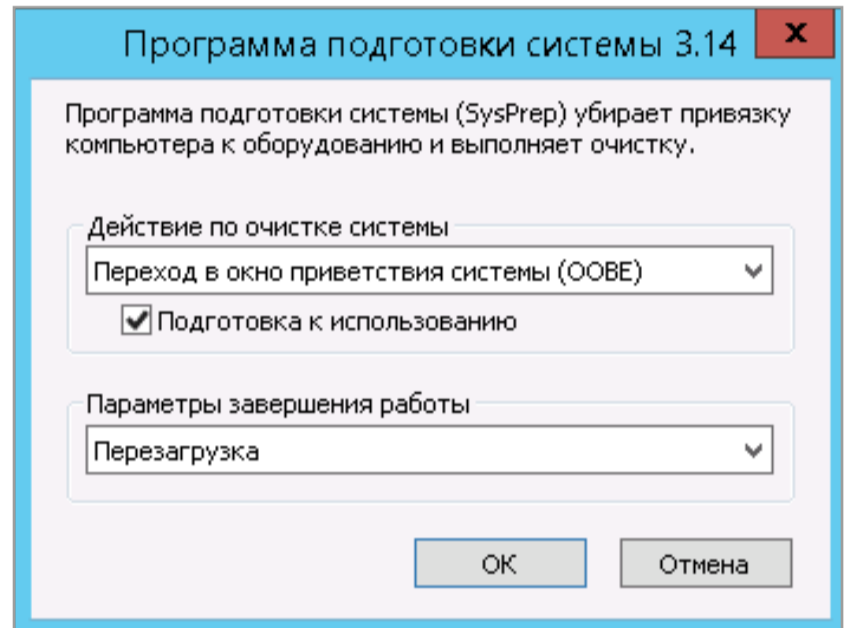 Программа подготовки системы 3.14
x
Программа подготовки системы (SysPrep) убирает привязку
компьютера к оборудованию и выполняет очистку.
Действие по очистке системы
Переход в окно приветствия системы (OOBE)
Подготовка к использованию
Параметры завершения работы
Перезагрузка
ОК
Отмена